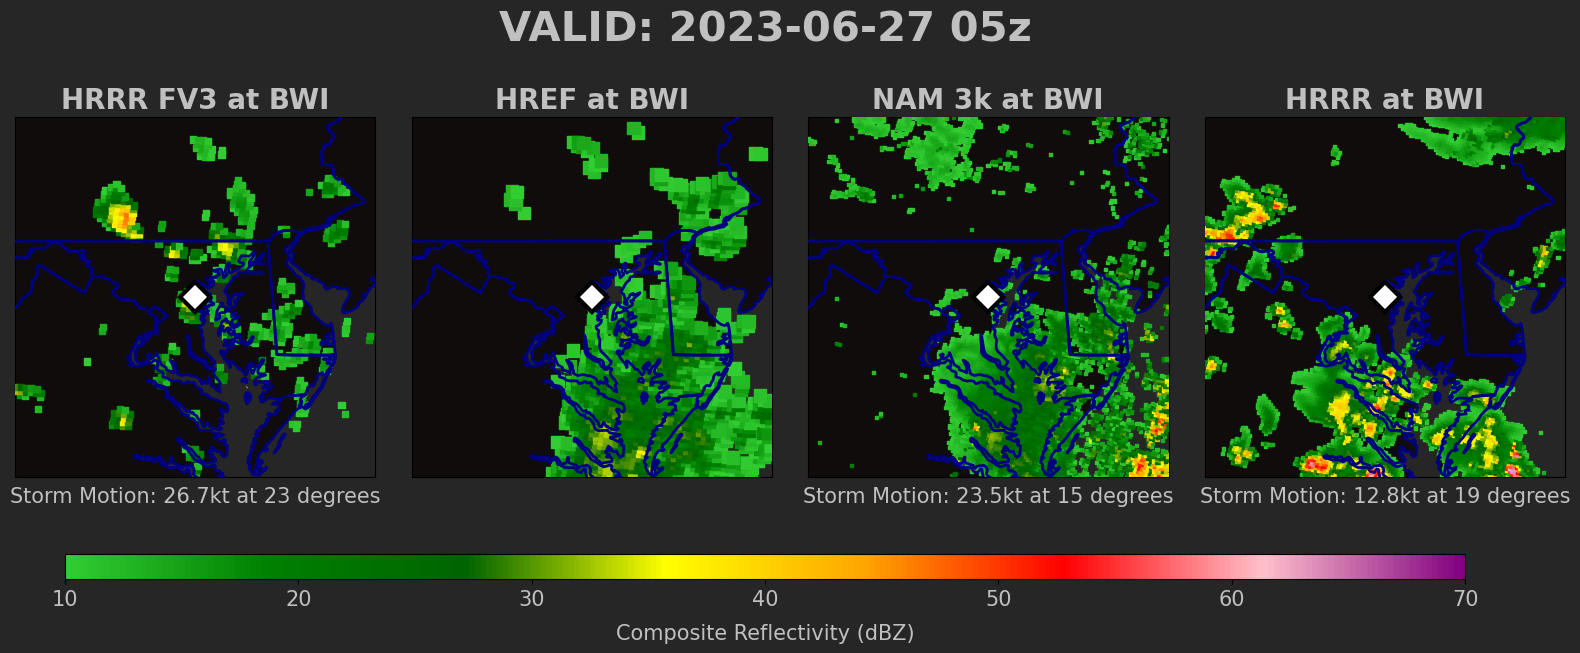 VALID: 2023-06-27 05z
HRRR FV3 at BWI
HREF at BWI
NAM 3k at BWI
HRRR at BWI
Storm Motion: 26.7kt at 23 degrees
Storm Motion: 23.5kt at 15 degrees
Storm Motion: 12.8kt at 19 degrees
10 20 30 40 50 60 70
Composite Reflectivity (dBZ)